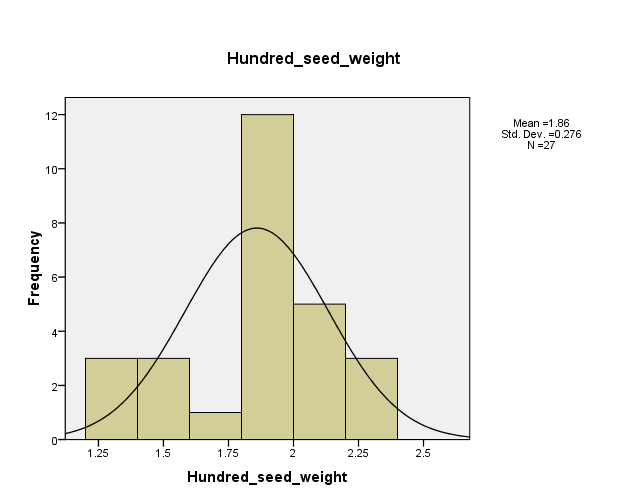 Hundred_seed_weight
Mean =1.86
Std. Dev. =0.276
N =27
12
10
8
6
4
2
0
Frequency
1.25 1.5 1.75 2 2.25 2.5
Hundred_seed_weight